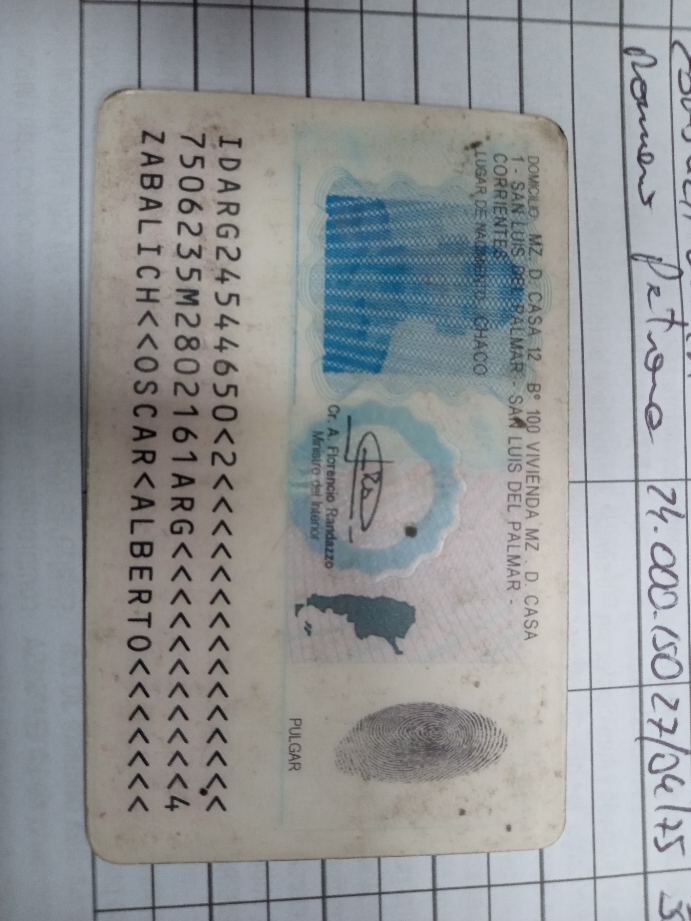 DOMICILIO: MZ. D. CASA 12 B° 100 VIVIENDA MZ. D. CASA
1 - SAN LUIS DEL PALMAR - SAN LUIS DEL PALMAR -
CORRIENTES
LUGAR DE NACIMIENTO: CHACO
Cr. A. Florencio Randazzo
Ministro del Interior
PULGAR
IDARG24544650<2<<<<<<<<<<<<<<<
7506235M2802161ARG<<<<<<<<<<<4
ZABALICH<<OSCAR<ALBERTO<<<<<<<
24.000.150 27/04/75